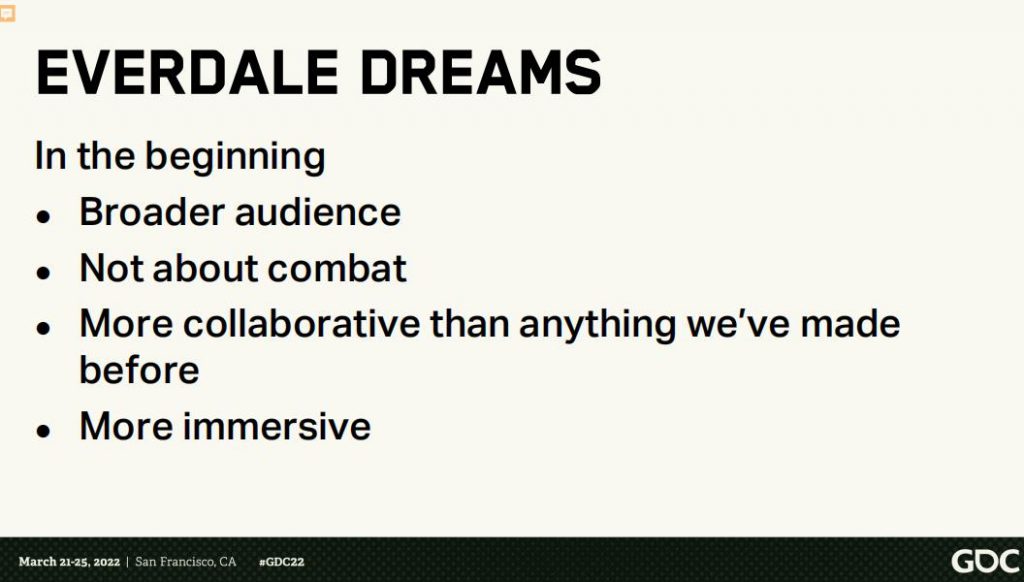 EVERDALE DREAMS
In the beginning
• Broader audience
• Not about combat
• More collaborative than anything we've made
before
• More immersive
March 21-25, 2022 | San Francisco, CA #GDC22
GDC